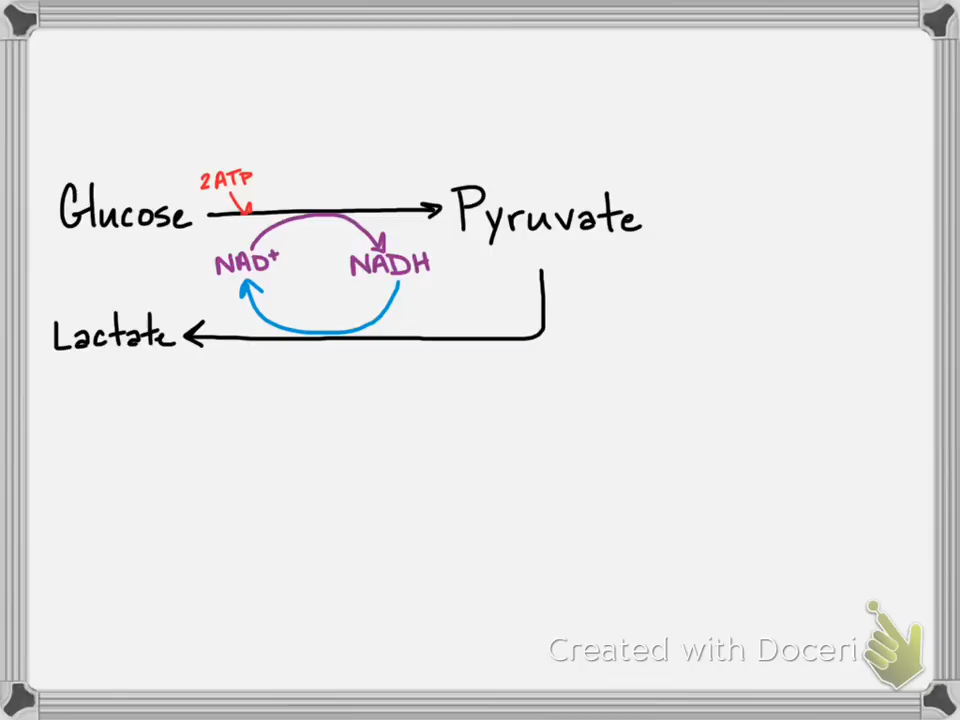 2ATP
Glucose Pyruvate
NAD+ NADH
Lactate
Created with Doceri